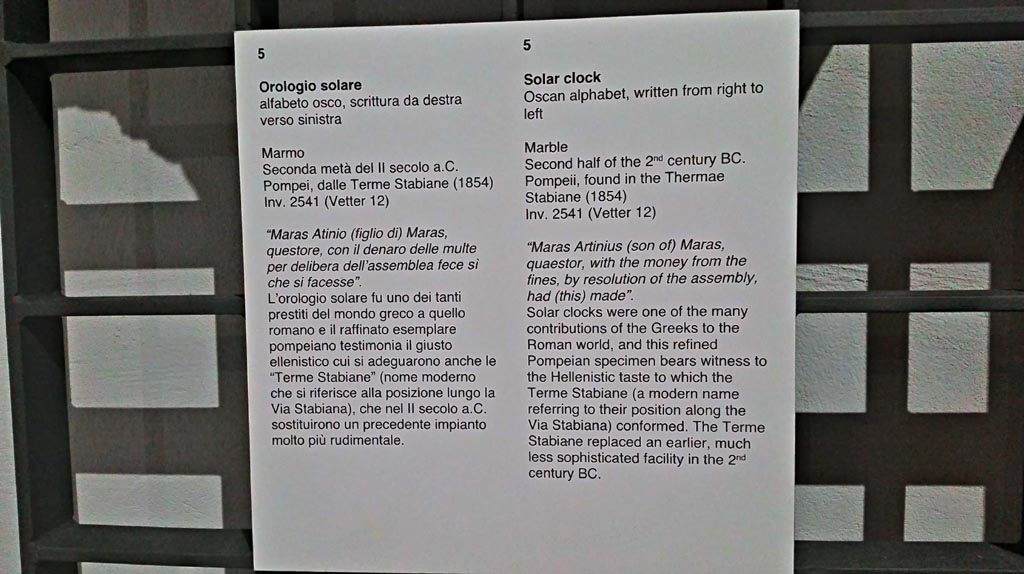 5
Orologio solare
alfabeto osco, scrittura da destra
verso sinistra
Marmo
Seconda metà del II secolo a.C.
Pompei, dalle Terme Stabiane (1854)
Inv. 2541 (Vetter 12)
“Maras Atinio (figlio di) Maras,
questore, con il denaro delle multe
per delibera dell'assemblea fece sì
che si facesse”.
L'orologio solare fu uno dei tanti
prestiti del mondo greco a quello
romano e il raffinato esemplare
pompeiano testimonia il giusto
ellenistico cui si adeguarono anche le
“Terme Stabiane” (nome moderno
che si riferisce alla posizione lungo la
Via Stabiana), che nel II secolo a.C.
sostituirono un precedente impianto
molto più rudimentale.
5
Solar clock
Oscan alphabet, written from right to
left
Marble
Second half of the 2nd century BC.
Pompeii, found in the Thermae
Stabiane (1854)
Inv. 2541 (Vetter 12)
“Maras Artinius (son of) Maras,
quaestor, with the money from the
fines, by resolution of the assembly,
had (this) made”.
Solar clocks were one of the many
contributions of the Greeks to the
Roman world, and this refined
Pompeian specimen bears witness to
the Hellenistic taste to which the
Terme Stabiane (a modern name
referring to their position along the
Via Stabiana) conformed. The Terme
Stabiane replaced an earlier, much
less sophisticated facility in the 2nd
century BC.